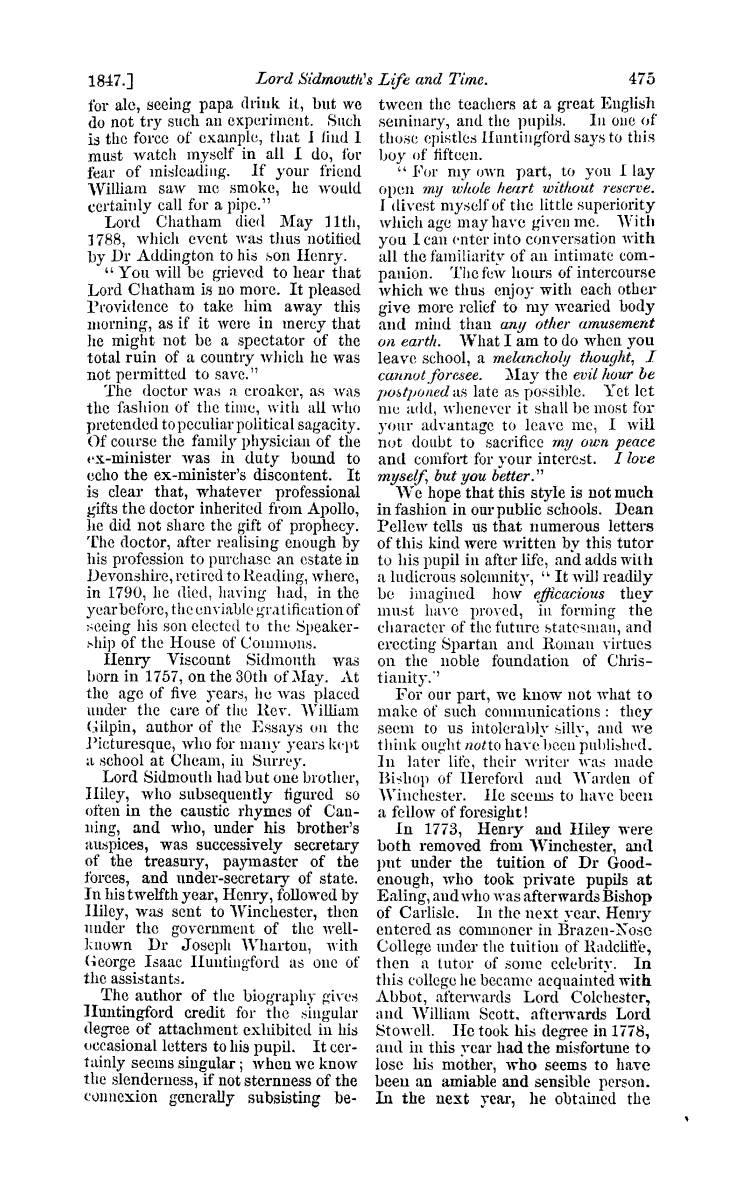 1847.] Lord Sidmouth's Life and Time. 475
for ale, seeing papa drink it, but we
do not try such an experiment. Such
is the force of example, that I find I
must watch myself in all I do, for
fear of misleading. If your friend
William saw me smoke, he would
certainly call for a pipe."
Lord Chatham died May 11th,
1788, which event was thus notified
by Dr Addington to his son Henry.
"You will be grieved to hear that
Lord Chatham is no more. It pleased
Providence to take him away this
morning, as if it were in mercy that
he might not be a spectator of the
total ruin of a country which he was
not permitted to save."
The doctor was a croaker, as was
the fashion of the time, with all who
pretended to peculiar political sagacity.
Of course the family physician of the
ex-minister was in duty bound to
echo the ex-minister's discontent. It
is clear that, whatever professional
gifts the doctor inherited from Apollo,
he did not share the gift of prophecy.
The doctor, after realising enough by
his profession to purchase an estate in
Devonshire, retired to Reading, where,
in 1790, he died, having had, in the
year before, the enviable gratification of
seeing his son elected to the Speaker-
ship of the House of Commons.
Henry Viscount Sidmouth was
born in 1757, on the 30th of May. At
the age of five years, he was placed
under the care of the Rev. William
Gilpin, author of the Essays on the
Picturesque, who for many years kept
a school at Cheam, in Surrey.
Lord Sidmouth had but one brother,
Hiley, who subsequently figured so
often in the caustic rhymes of Can-
ning, and who, under his brother's
auspices, was successively secretary
of the treasury, paymaster of the
forces, and under-secretary of state.
In his twelfth year, Henry, followed by
Hiley, was sent to Winchester, then
under the government of the well-
known Dr Joseph Wharton, with
George Isaac Huntingford as one of
the assistants.
The author of the biography gives
Huntingford credit for the singular
degree of attachment exhibited in his
occasional letters to his pupil. It cer-
tainly seems singular; when we know
the slenderness, if not sternness of the
connexion generally subsisting be-
tween the teachers at a great English
seminary, and the pupils. In one of
those epistles Huntingford says to this
boy of fifteen.
"For my own part, to you I lay
open my whole heart without reserve.
I divest myself of the little superiority
which age may have given me. With
you I can enter into conversation with
all the familiarity of an intimate com-
panion. The few hours of intercourse
which we thus enjoy with each other
give more relief to my wearied body
and mind than any other amusement
on earth. What I am to do when you
leave school, a melancholy thought, I
cannot foresee. May the evil hour be
postponed as late as possible. Yet let
me add, whenever it shall be most for
your advantage to leave me, I will
not doubt to sacrifice my own peace
and comfort for your interest. I love
myself, but you better."
We hope that this style is not much
in fashion in our public schools. Dean
Pellew tells us that numerous letters
of this kind were written by this tutor
to his pupil in after life, and adds with
a ludicrous solemnity, "It will readily
be imagined how efficacious they
must have proved, in forming the
character of the future statesman, and
erecting Spartan and Roman virtues
on the noble foundation of Chris-
tianity."
For our part, we know not what to
make of such communications: they
seem to us intolerably silly, and we
think ought not to have been published.
In later life, their writer was made
Bishop of Hereford and Warden of
Winchester. He seems to have been
a fellow of foresight!
In 1773, Henry and Hiley were
both removed from Winchester, and
put under the tuition of Dr Good-
enough, who took private pupils at
Ealing, and who was afterwards Bishop
of Carlisle. In the next year, Henry
entered as commoner in Brazen-Nose
College under the tuition of Radcliffe,
then a tutor of some celebrity. In
this college he became acquainted with
Abbot, afterwards Lord Colchester,
and William Scott, afterwards Lord
Stowell. He took his degree in 1778,
and in this year had the misfortune to
lose his mother, who seems to have
been an amiable and sensible person.
In the next year, he obtained the